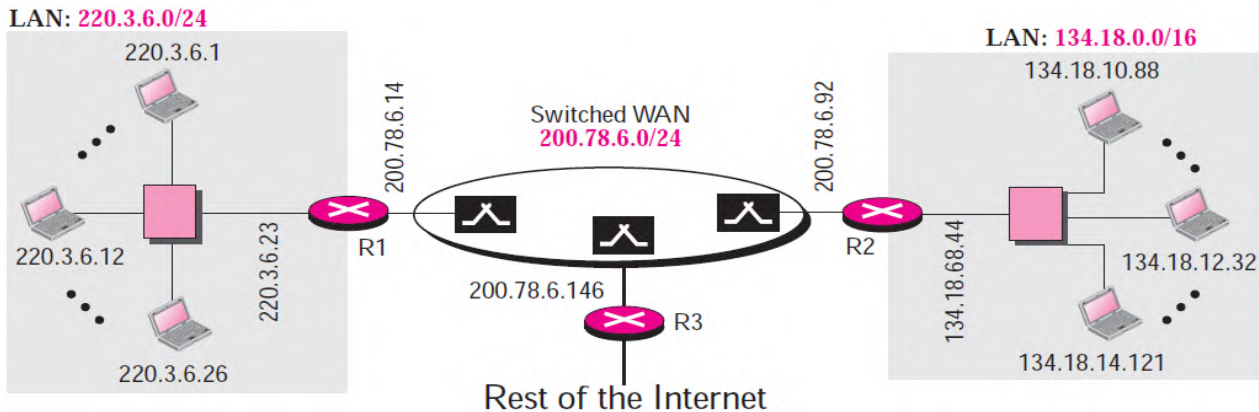 LAN: 220.3.6.0/24
220.3.6.1
220.3.6.12
220.3.6.26
220.3.6.23
R1
200.78.6.14
Switched WAN
200.78.6.0/24
200.78.6.146
R3
Rest of the Internet
200.78.6.92
R2
LAN: 134.18.0.0/16
134.18.10.88
134.18.68.44
134.18.12.32
134.18.14.121